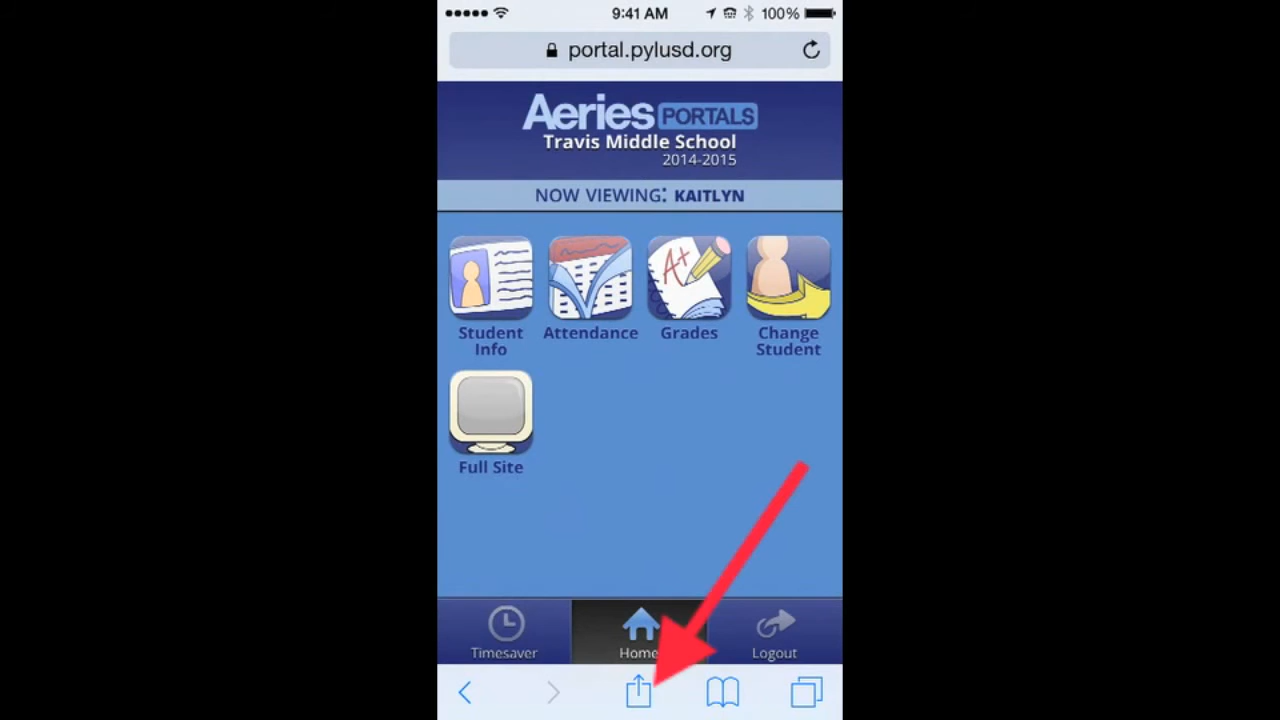 9:41 AM 100%
portal.pylusd.org
Aeries PORTALS
Travis Middle School
2014-2015
NOW VIEWING: KAITLYN
A+
Student Info
Attendance
Grades
Change Student
Full Site
Timesaver
Home
Logout